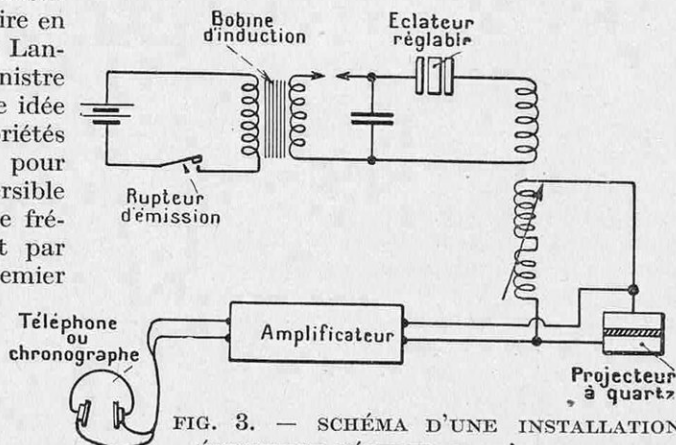 ire en
Lan-
nistre
e idée
riétés
pour
ersible
e fré-
t par
emier
Bobine
d'induction
Eclateur
réglable
Rupteur
d'émission
Téléphone
ou
chronographe
Amplificateur
Projecteur
à quartz
FIG. 3. — SCHÉMA D'UNE INSTALLATION